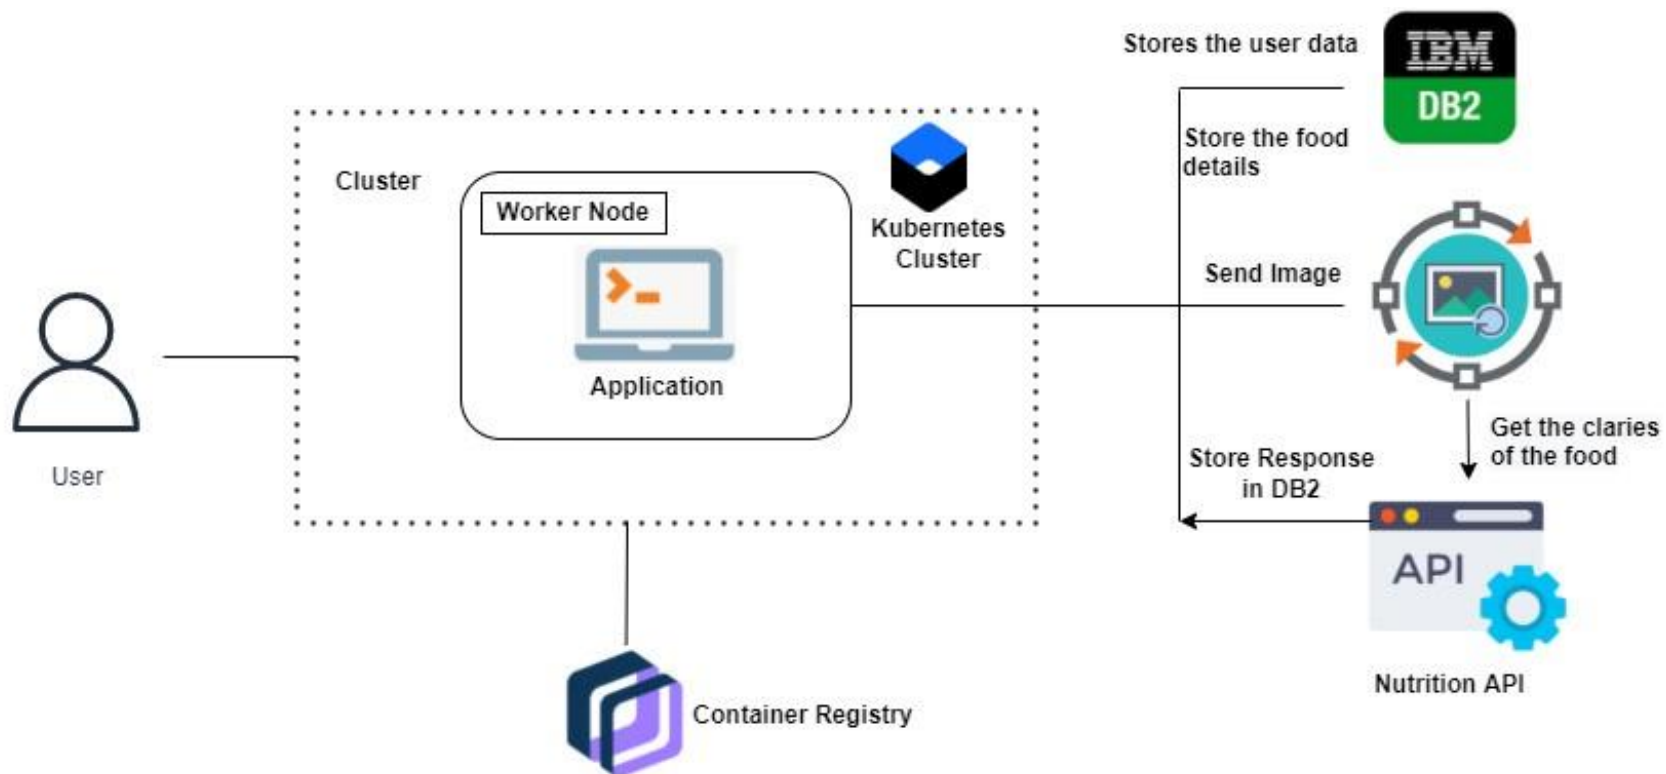 Stores the user data
IBM
DB2
Store the food
details
Cluster
Worker Node
Kubernetes
Cluster
Send Image
Application
User
Get the claries
of the food
Store Response
in DB2
API
Nutrition API
Container Registry